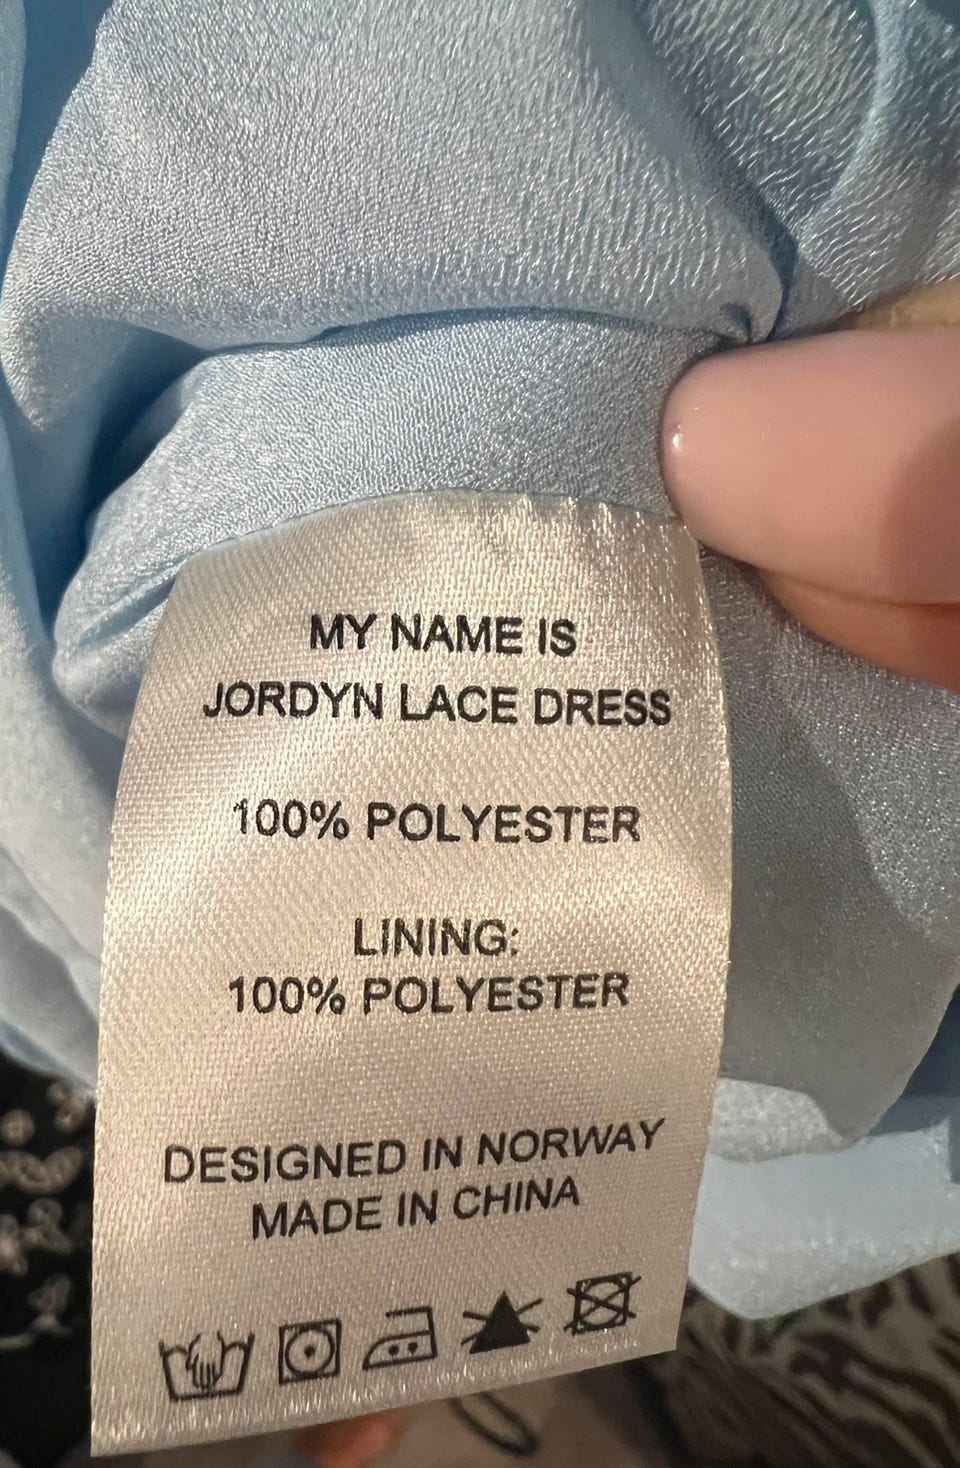 MY NAME IS
JORDYN LACE DRESS
100% POLYESTER
LINING:
100% POLYESTER
DESIGNED IN NORWAY
MADE IN CHINA